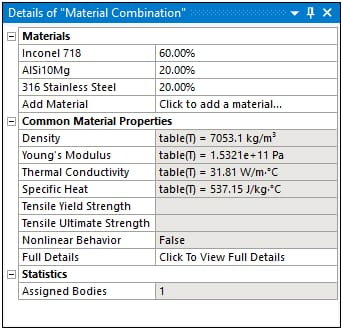 Details of "Material Combination"
Materials
Inconel 718 60.00%
AlSi10Mg 20.00%
316 Stainless Steel 20.00%
Add Material Click to add a material...
Common Material Properties
Density table(T) = 7053.1 kg/m³
Young's Modulus table(T) = 1.5321e+11 Pa
Thermal Conductivity table(T) = 31.81 W/m·°C
Specific Heat table(T) = 537.15 J/kg·°C
Tensile Yield Strength
Tensile Ultimate Strength
Nonlinear Behavior False
Full Details Click To View Full Details
Statistics
Assigned Bodies 1